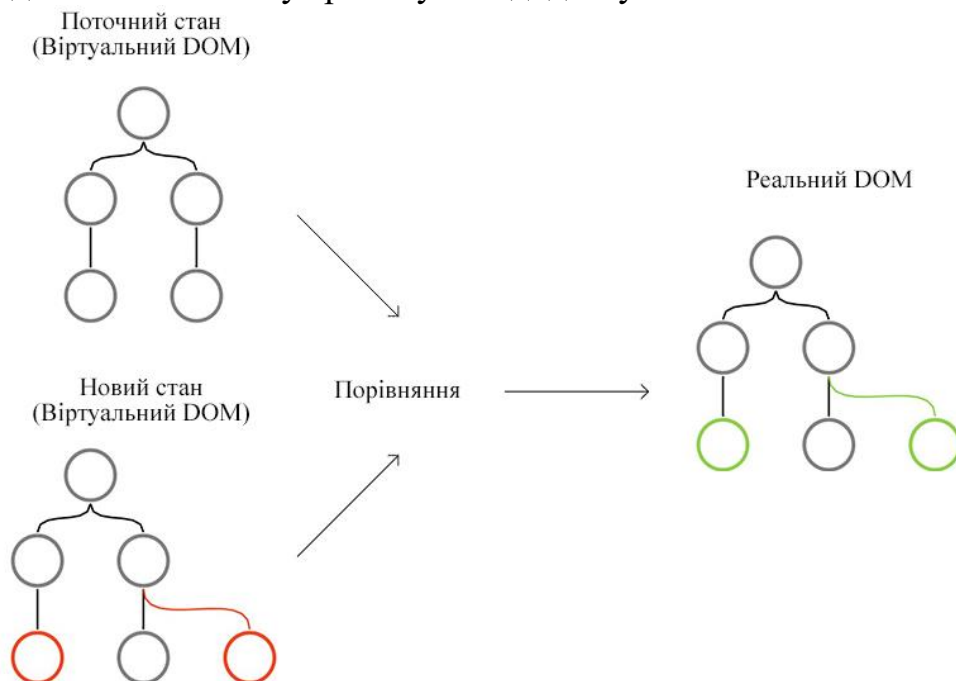 Поточний стан
(Віртуальний DOM)
Реальний DOM
Новий стан
(Віртуальний DOM)
Порівняння